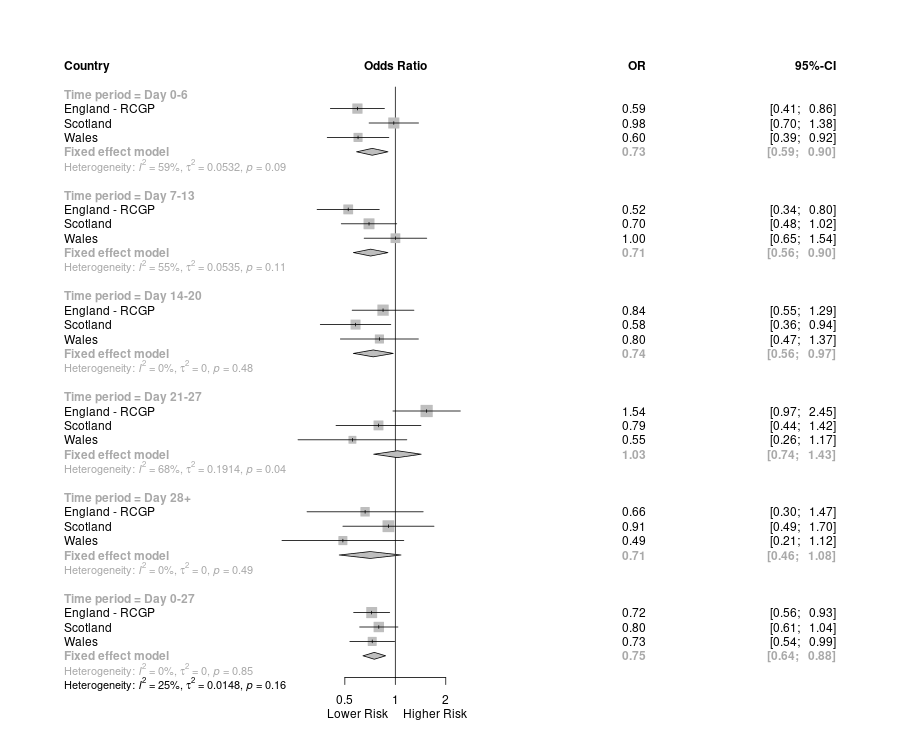 Country Odds Ratio OR 95%-CI
Time period = Day 0-6
England - RCGP 0.59 [0.41; 0.86]
Scotland 0.98 [0.70; 1.38]
Wales 0.60 [0.39; 0.92]
Fixed effect model 0.73 [0.59; 0.90]
Heterogeneity: I² = 59%, τ² = 0.0532, p = 0.09
Time period = Day 7-13
England - RCGP 0.52 [0.34; 0.80]
Scotland 0.70 [0.48; 1.02]
Wales 1.00 [0.65; 1.54]
Fixed effect model 0.71 [0.56; 0.90]
Heterogeneity: I² = 55%, τ² = 0.0535, p = 0.11
Time period = Day 14-20
England - RCGP 0.84 [0.55; 1.29]
Scotland 0.58 [0.36; 0.94]
Wales 0.80 [0.47; 1.37]
Fixed effect model 0.74 [0.56; 0.97]
Heterogeneity: I² = 0%, τ² = 0, p = 0.48
Time period = Day 21-27
England - RCGP 1.54 [0.97; 2.45]
Scotland 0.79 [0.44; 1.42]
Wales 0.55 [0.26; 1.17]
Fixed effect model 1.03 [0.74; 1.43]
Heterogeneity: I² = 68%, τ² = 0.1914, p = 0.04
Time period = Day 28+
England - RCGP 0.66 [0.30; 1.47]
Scotland 0.91 [0.49; 1.70]
Wales 0.49 [0.21; 1.12]
Fixed effect model 0.71 [0.46; 1.08]
Heterogeneity: I² = 0%, τ² = 0, p = 0.49
Time period = Day 0-27
England - RCGP 0.72 [0.56; 0.93]
Scotland 0.80 [0.61; 1.04]
Wales 0.73 [0.54; 0.99]
Fixed effect model 0.75 [0.64; 0.88]
Heterogeneity: I² = 0%, τ² = 0, p = 0.85
Heterogeneity: I² = 25%, τ² = 0.0148, p = 0.16
0.5 1 2
Lower Risk Higher Risk